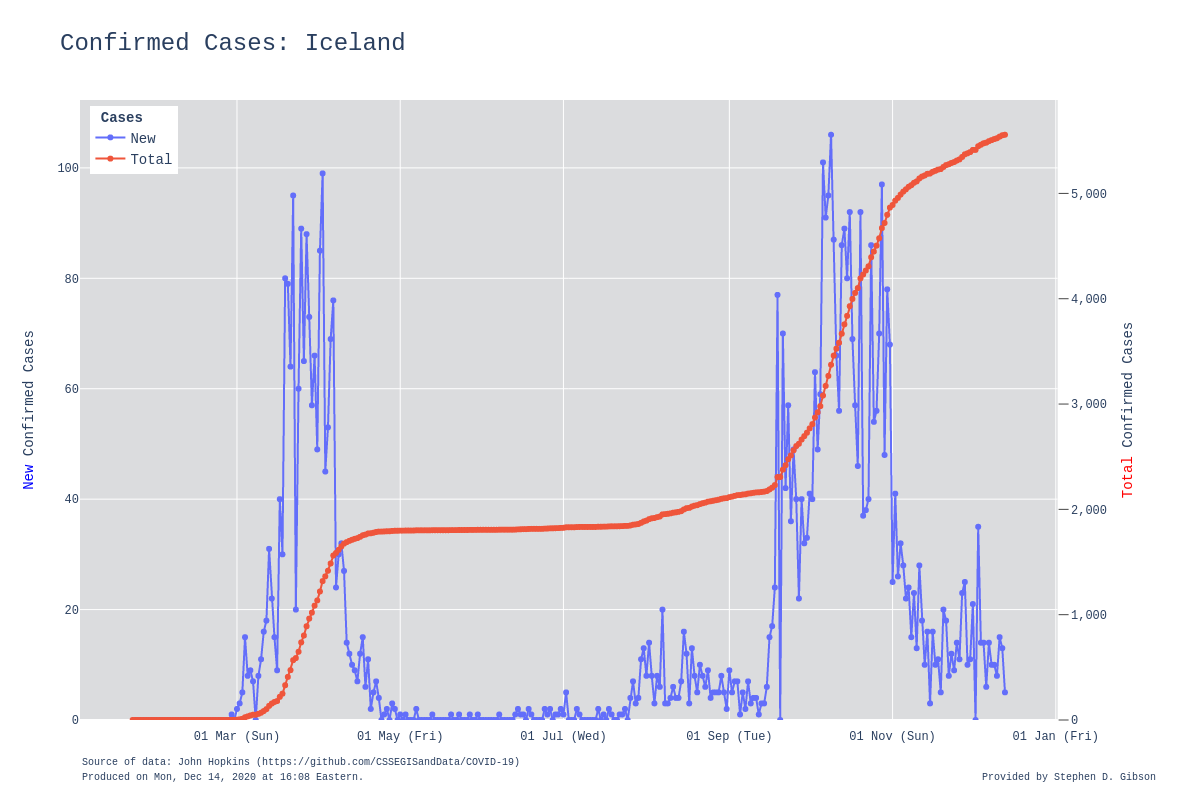 Confirmed Cases: Iceland
Cases
New
Total
100
80
60
40
20
0
5,000
4,000
3,000
2,000
1,000
0
New Confirmed Cases
Total Confirmed Cases
01 Mar (Sun)
01 May (Fri)
01 Jul (Wed)
01 Sep (Tue)
01 Nov (Sun)
01 Jan (Fri)
Source of data: John Hopkins (https://github.com/CSSEGISandData/COVID-19)
Produced on Mon, Dec 14, 2020 at 16:08 Eastern.
Provided by Stephen D. Gibson